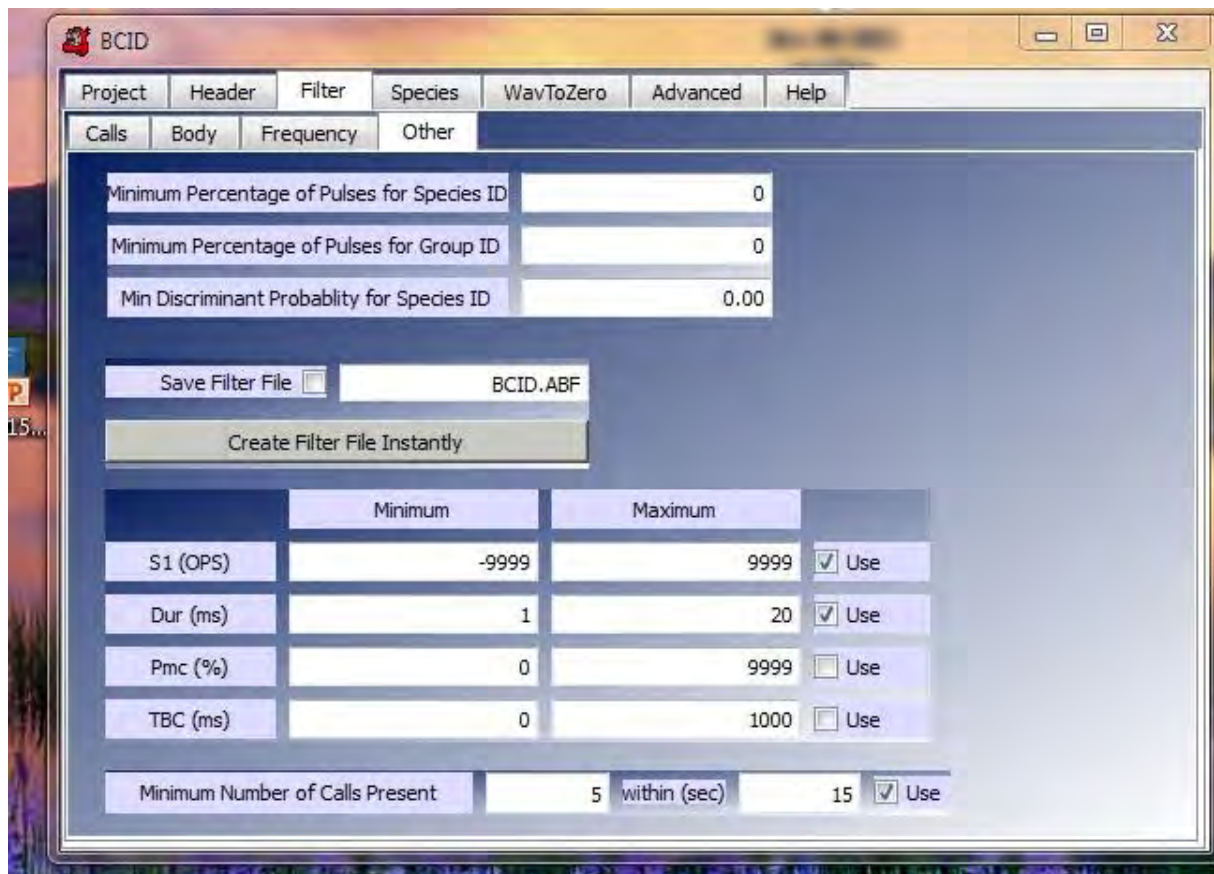 BCID
Project Header Filter Species WavToZero Advanced Help
Calls Body Frequency Other
Minimum Percentage of Pulses for Species ID 0
Minimum Percentage of Pulses for Group ID 0
Min Discriminant Probablity for Species ID 0.00
Save Filter File BCID.ABF
Create Filter File Instantly
Minimum Maximum
S1 (OPS) -9999 9999 Use
Dur (ms) 1 20 Use
Pmc (%) 0 9999 Use
TBC (ms) 0 1000 Use
Minimum Number of Calls Present 5 within (sec) 15 Use
P.
15...